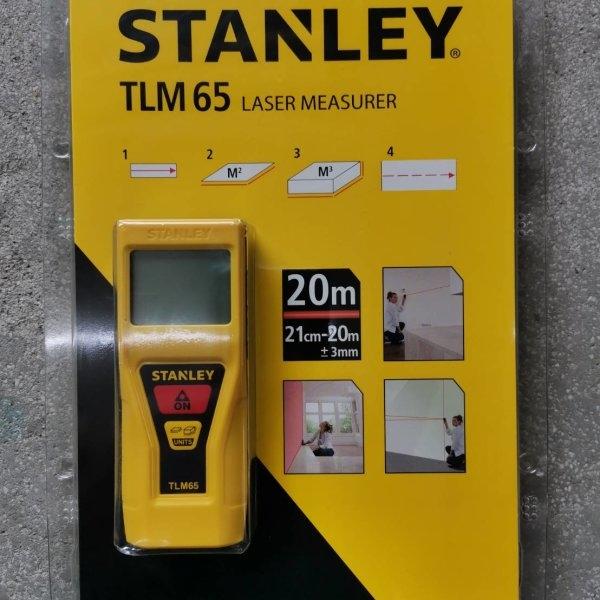 STANLEY®
TLM 65 LASER MEASURER
1 2 3 4
M² M³
STANLEY
20m
21cm-20m
± 3mm
STANLEY
ON
UNITS
TLM65